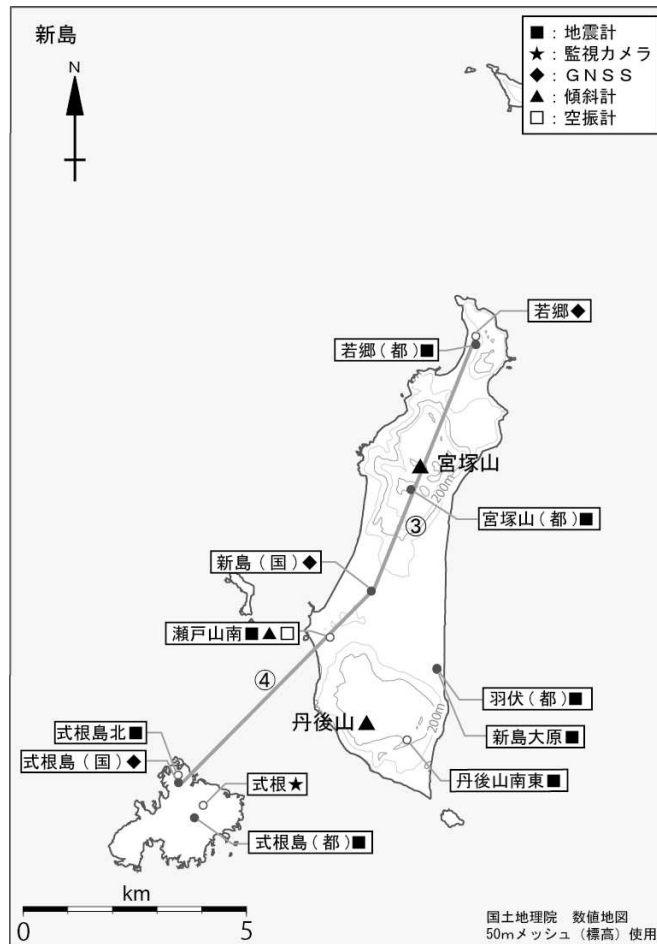 新島
■:地震計
★:監視カメラ
◆:GNSS
▲:傾斜計
□:空振計
N
若郷◆
若郷(都)■
宮塚山
200m
宮塚山(都)■
③
新島(国)◆
瀬戸山南■▲□
④
羽伏(都)■
丹後山
200m
新島大原■
式根島北■
式根島(国)◆
式根★
丹後山南東■
式根島(都)■
km
0 5
国土地理院 数値地図
50mメッシュ(標高)使用